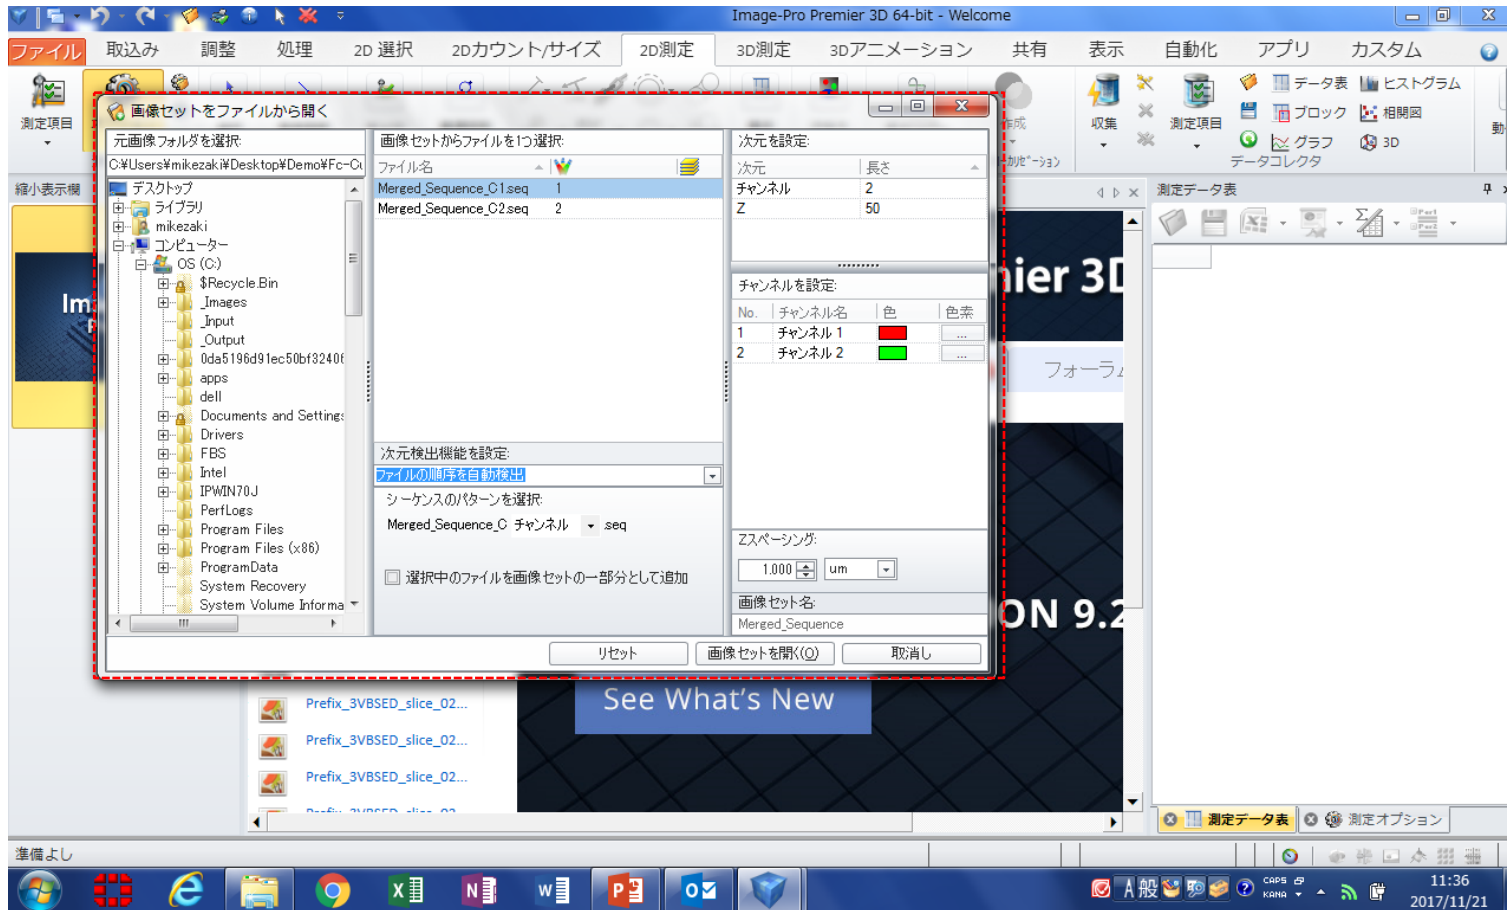 Image-Pro Premier 3D 64-bit - Welcome
ファイル 取込み 調整 処理 2D 選択 2Dカウント/サイズ 2D測定 3D測定 3Dアニメーション 共有 表示 自動化 アプリ カスタム
測定項目
収集
測定項目
データ表 ヒストグラム
ブロック 相関図
グラフ 3D
データコレクタ
縮小表示欄
画像セットをファイルから開く
元画像フォルダを選択:
C:¥Users¥mikezaki¥Desktop¥Demo¥Fc-Cu
デスクトップ
ライブラリ
mikezaki
コンピューター
OS (C:)
$Recycle.Bin
_Images
_Input
_Output
0da5196d91ec50bf32406
apps
dell
Documents and Settings
Drivers
FBS
Intel
IPWIN70J
PerfLogs
Program Files
Program Files (x86)
ProgramData
System Recovery
System Volume Informa
画像セットからファイルを1つ選択:
ファイル名
Merged_Sequence_C1.seq 1
Merged_Sequence_C2.seq 2
次元検出機能を設定:
ファイルの順序を自動検出
シーケンスのパターンを選択:
Merged_Sequence_C チャンネル .seq
選択中のファイルを画像セットの一部分として追加
次元を設定:
次元 長さ
チャンネル 2
Z 50
チャンネルを設定:
No. チャンネル名 色 色素
1 チャンネル 1 ...
2 チャンネル 2 ...
Zスペーシング:
1.000 um
画像セット名:
Merged_Sequence
リセット 画像セットを開く(O) 取消し
Im
nier 3D
フォーラム
ON 9.2
See What's New
Prefix_3VBSED_slice_02...
Prefix_3VBSED_slice_02...
Prefix_3VBSED_slice_02...
測定データ表
測定データ表 測定オプション
準備よし
A 般
CAPS
KANA
11:36
2017/11/21